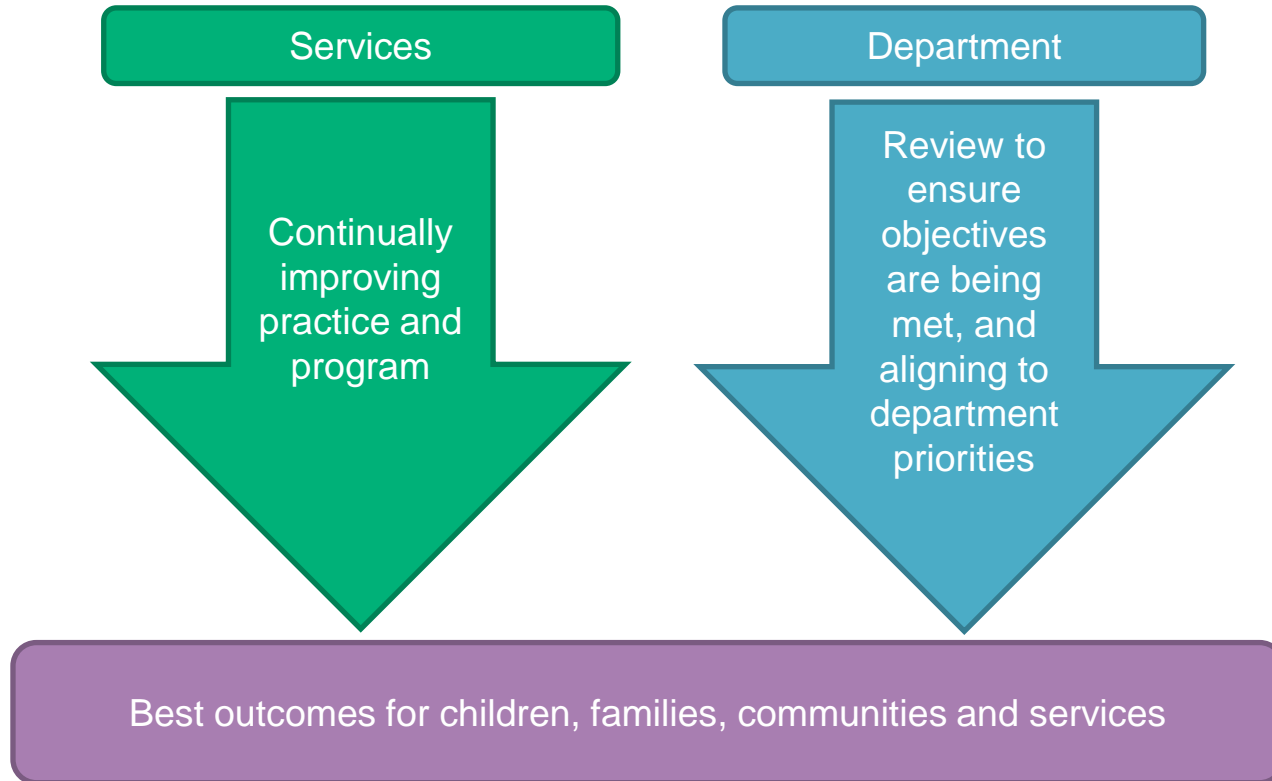 Services
Department
Continually
improving
practice and
program
Review to
ensure
objectives
are being
met, and
aligning to
department
priorities
Best outcomes for children, families, communities and services